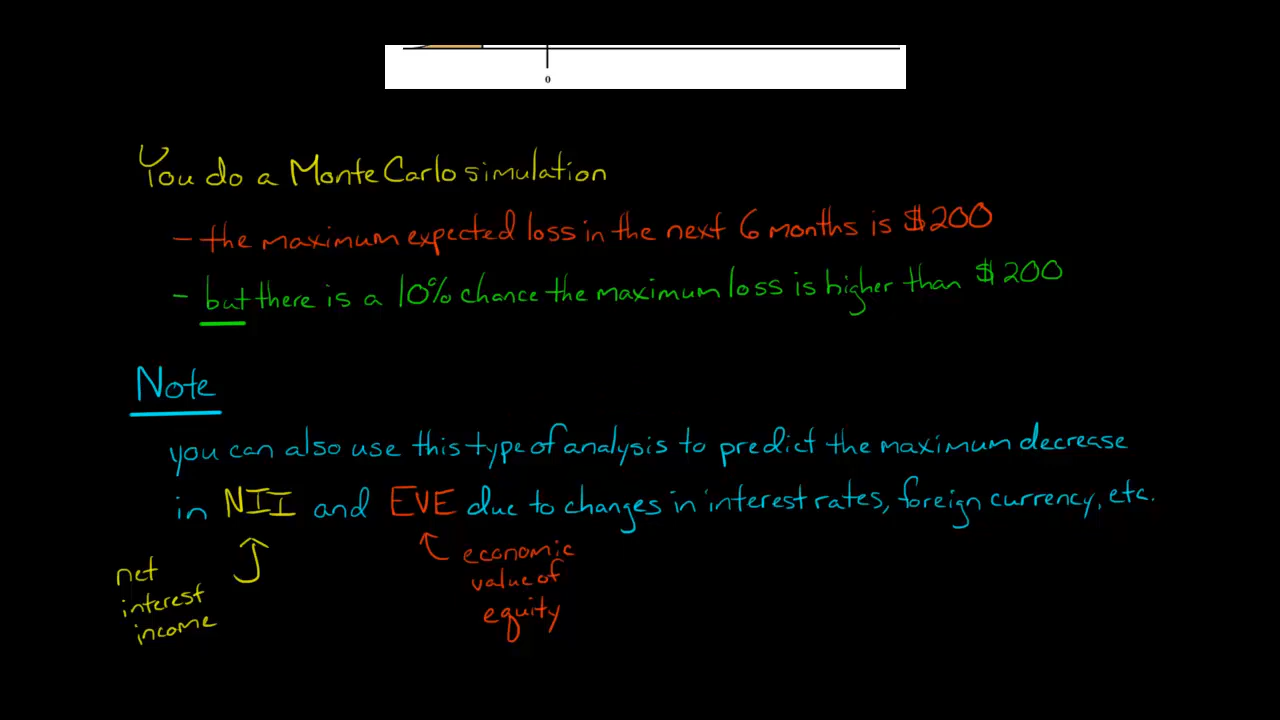 0
You do a Monte Carlo simulation
- the maximum expected loss in the next 6 months is $200
- but there is a 10% chance the maximum loss is higher than $200
Note
you can also use this type of analysis to predict the maximum decrease
in NII and EVE due to changes in interest rates, foreign currency, etc.
net
interest
income
economic
value of
equity